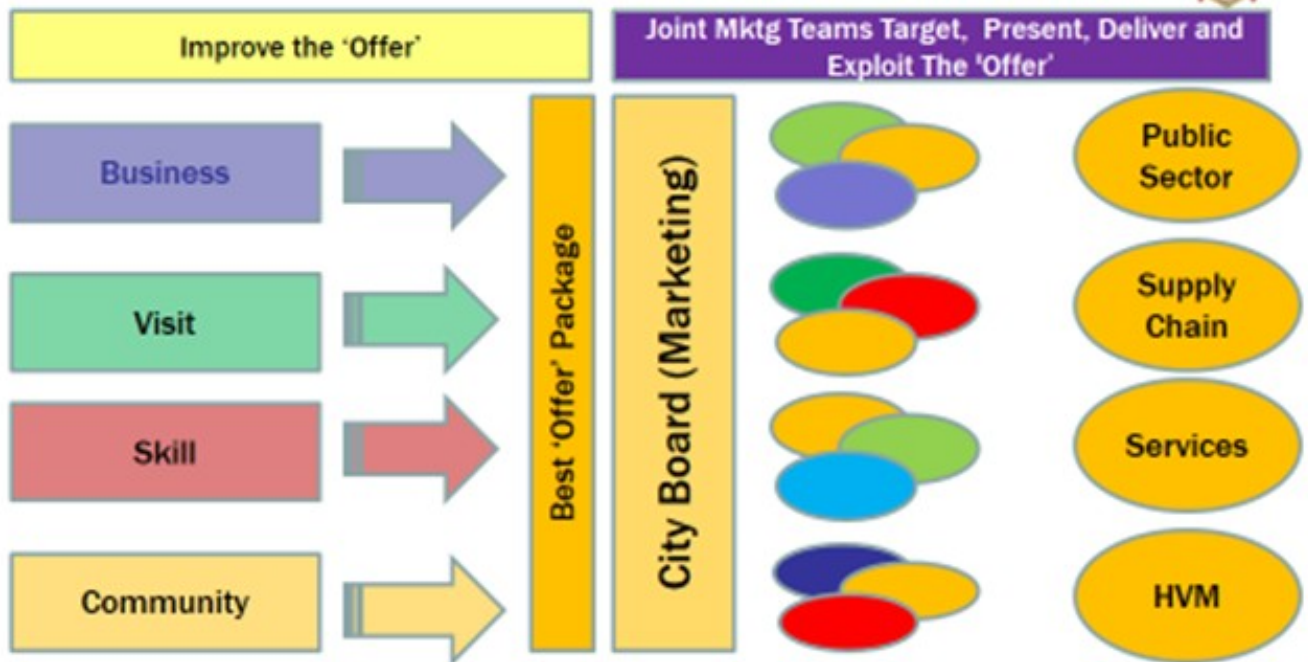 Improve the ‘Offer’
Joint Mktg Teams Target, Present, Deliver and
Exploit The 'Offer'
Business
Visit
Skill
Community
Best ‘Offer’ Package
City Board (Marketing)
Public
Sector
Supply
Chain
Services
HVM